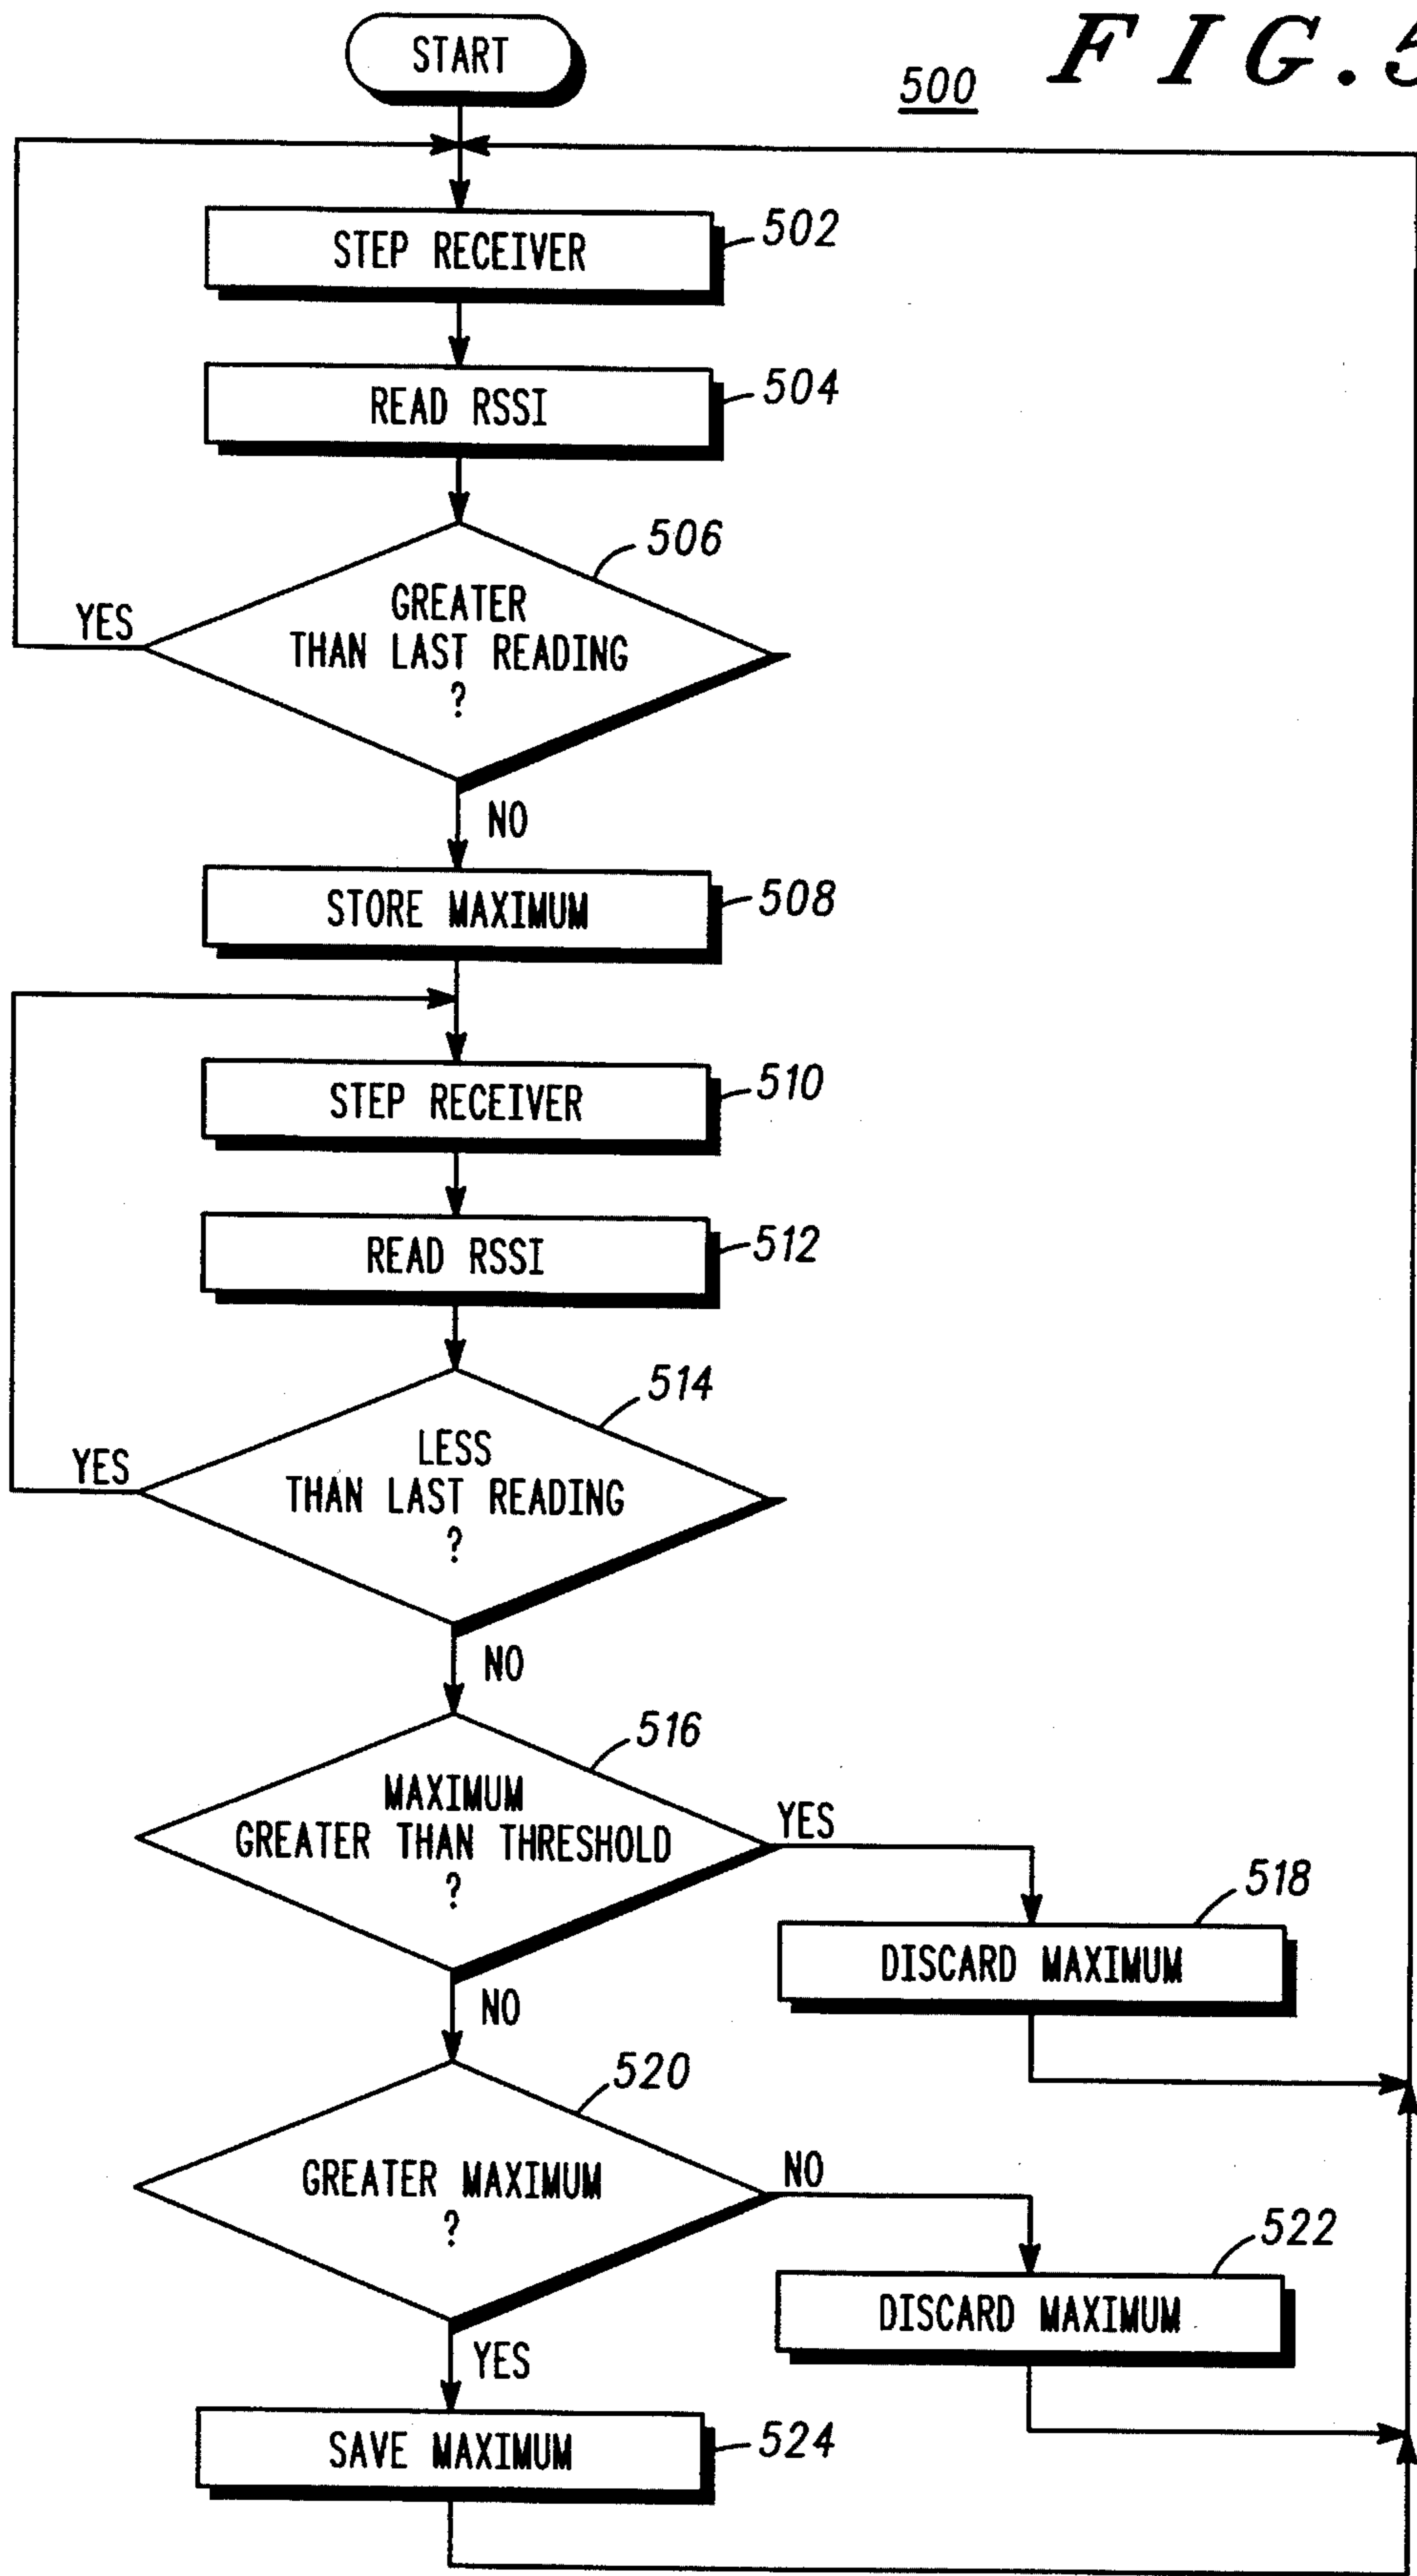 START
500
FIG.5
STEP RECEIVER
502
READ RSSI
504
506
GREATER
THAN LAST READING
?
YES
NO
STORE MAXIMUM
508
STEP RECEIVER
510
READ RSSI
512
514
LESS
THAN LAST READING
?
YES
NO
516
MAXIMUM
GREATER THAN THRESHOLD
?
YES
518
DISCARD MAXIMUM
NO
520
GREATER MAXIMUM
?
NO
522
DISCARD MAXIMUM
YES
SAVE MAXIMUM
524